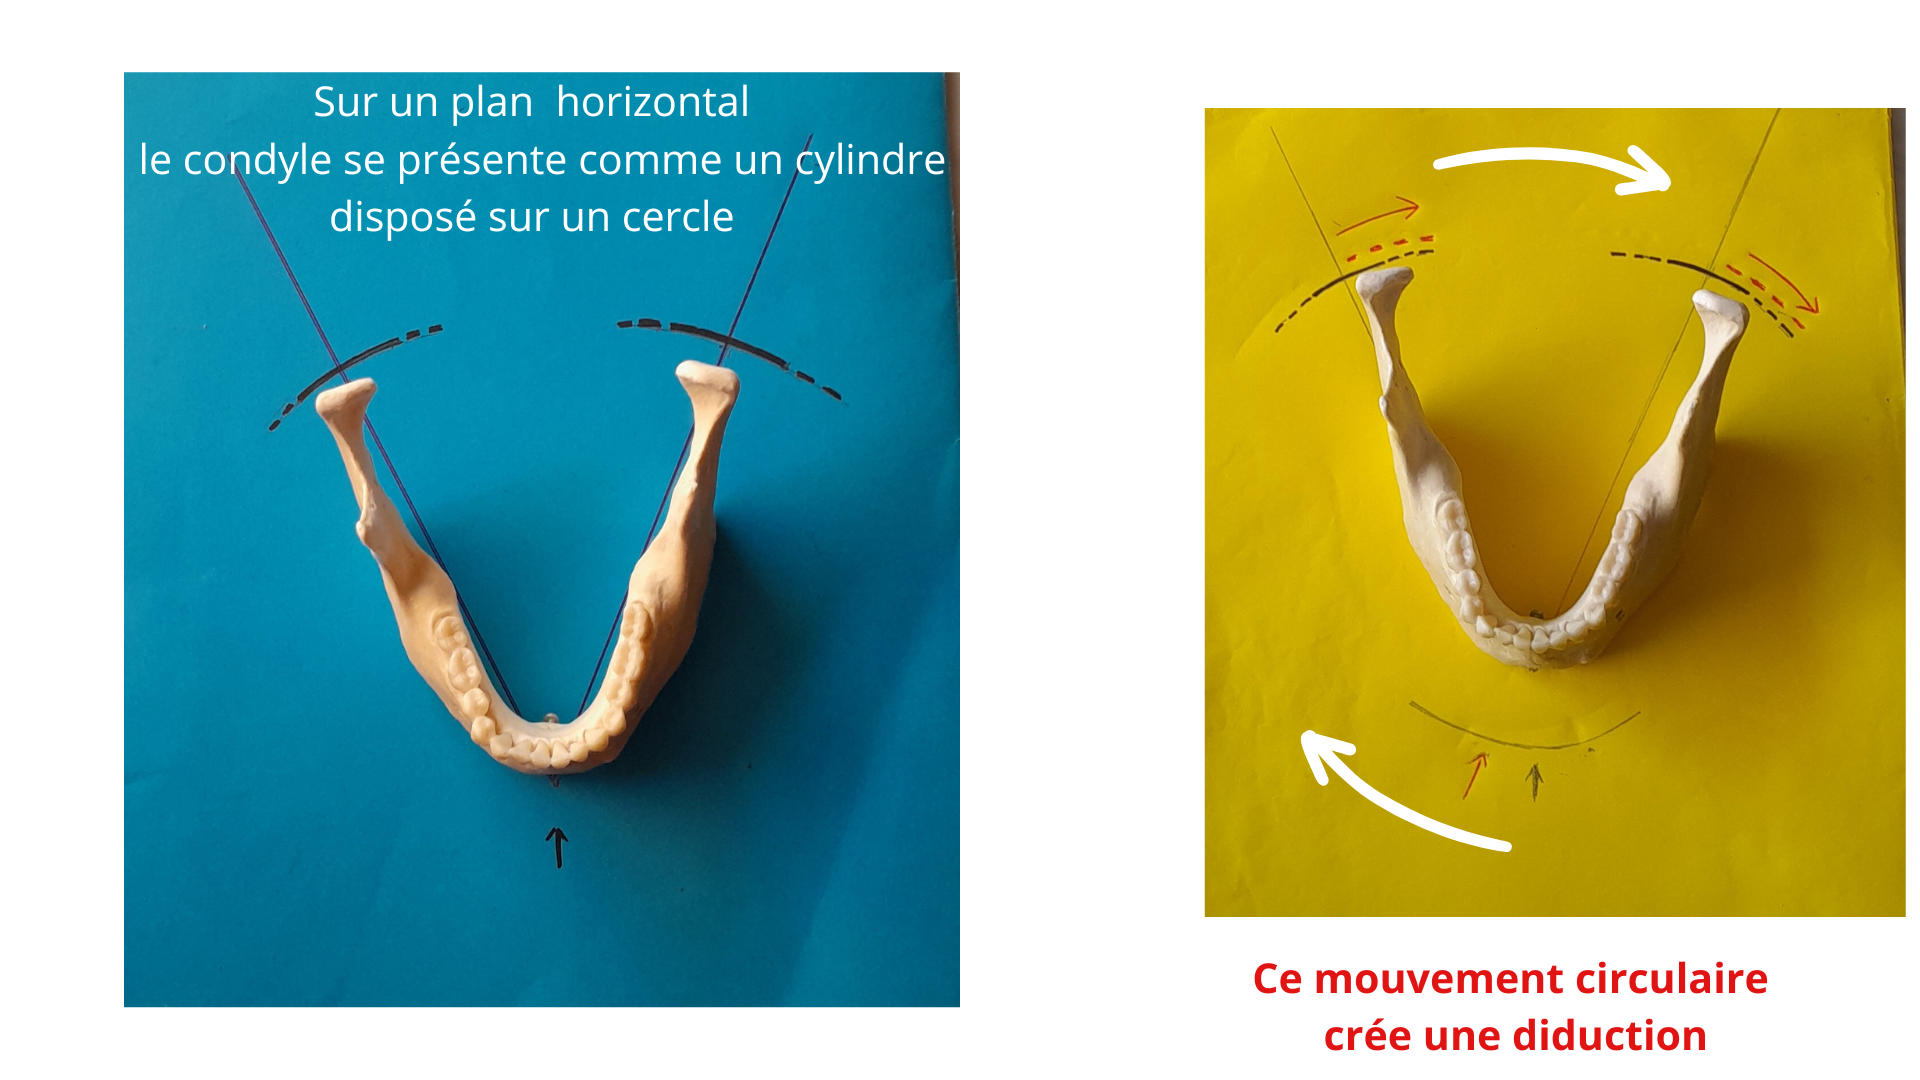 Sur un plan  horizontal
le condyle se présente comme un cylindre
disposé sur un cercle
Ce mouvement circulaire
crée une diduction